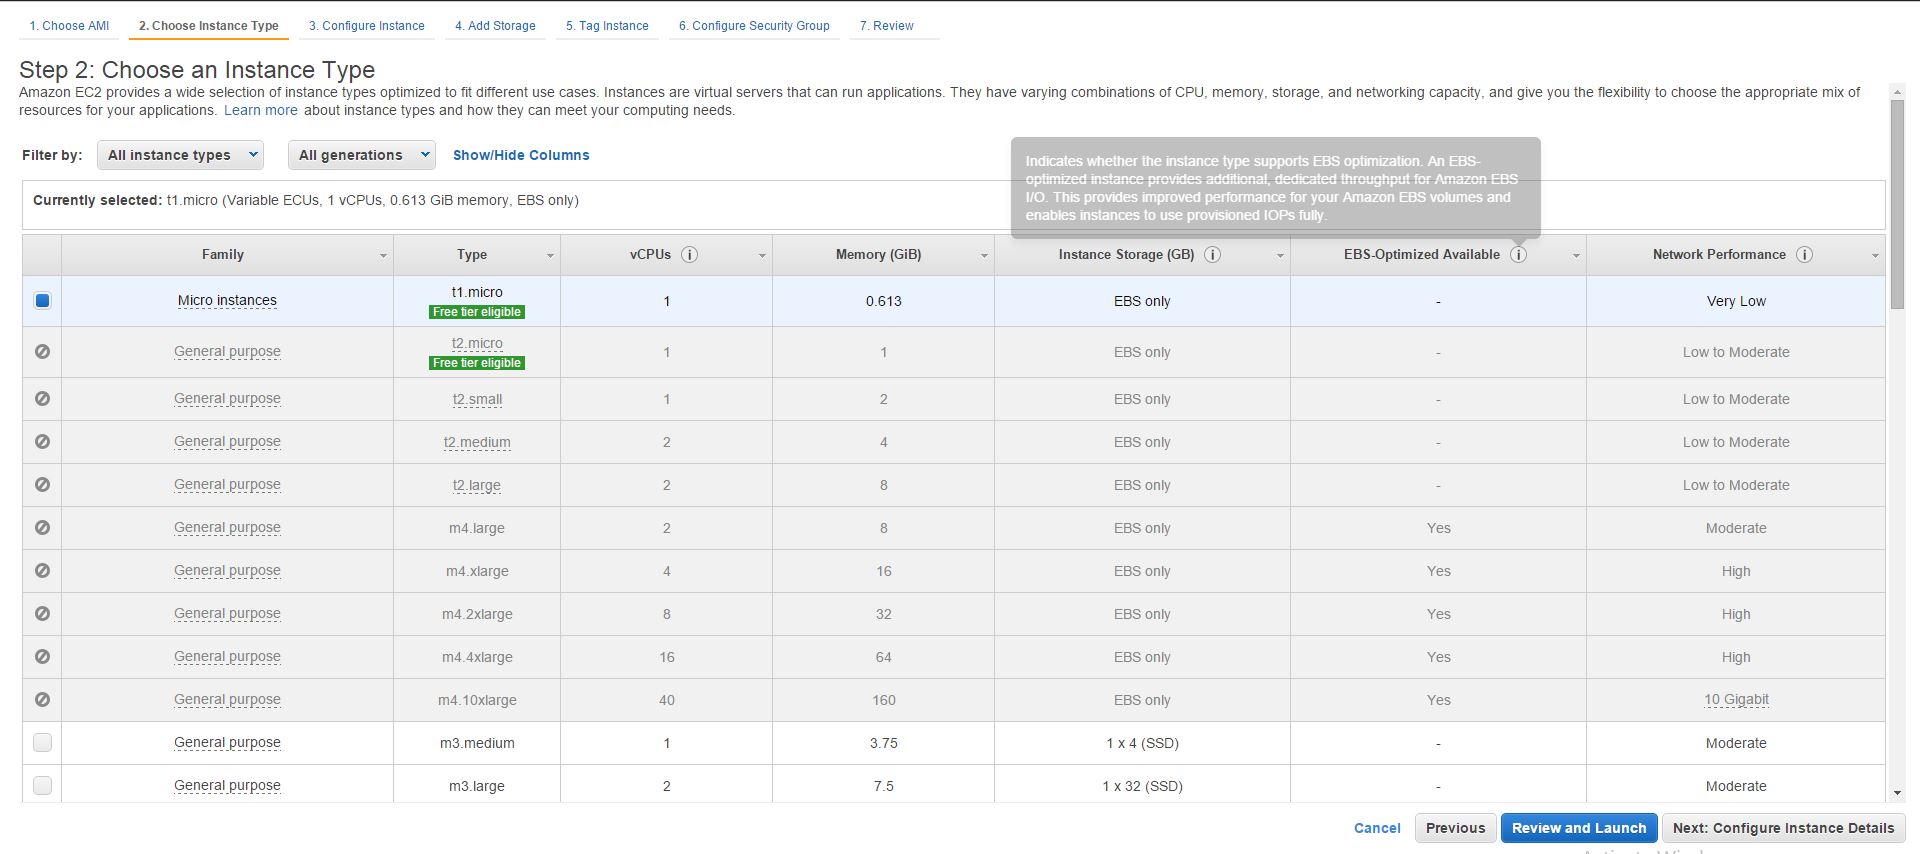 1. Choose AMI 2. Choose Instance Type 3. Configure Instance 4. Add Storage 5. Tag Instance 6. Configure Security Group 7. Review
Step 2: Choose an Instance Type
Amazon EC2 provides a wide selection of instance types optimized to fit different use cases. Instances are virtual servers that can run applications. They have varying combinations of CPU, memory, storage, and networking capacity, and give you the flexibility to choose the appropriate mix of
resources for your applications. Learn more about instance types and how they can meet your computing needs.
Filter by: All instance types All generations Show/Hide Columns
Indicates whether the instance type supports EBS optimization. An EBS-
optimized instance provides additional, dedicated throughput for Amazon EBS
I/O. This provides improved performance for your Amazon EBS volumes and
enables instances to use provisioned IOPs fully.
Currently selected: t1.micro (Variable ECUs, 1 vCPUs, 0.613 GiB memory, EBS only)
Family Type vCPUs i Memory (GiB) Instance Storage (GB) i EBS-Optimized Available i Network Performance i
Micro instances t1.micro 1 0.613 EBS only - Very Low
Free tier eligible
General purpose t2.micro 1 1 EBS only - Low to Moderate
Free tier eligible
General purpose t2.small 1 2 EBS only - Low to Moderate
General purpose t2.medium 2 4 EBS only - Low to Moderate
General purpose t2.large 2 8 EBS only - Low to Moderate
General purpose m4.large 2 8 EBS only Yes Moderate
General purpose m4.xlarge 4 16 EBS only Yes High
General purpose m4.2xlarge 8 32 EBS only Yes High
General purpose m4.4xlarge 16 64 EBS only Yes High
General purpose m4.10xlarge 40 160 EBS only Yes 10 Gigabit
General purpose m3.medium 1 3.75 1 x 4 (SSD) - Moderate
General purpose m3.large 2 7.5 1 x 32 (SSD) - Moderate
Cancel Previous Review and Launch Next: Configure Instance Details